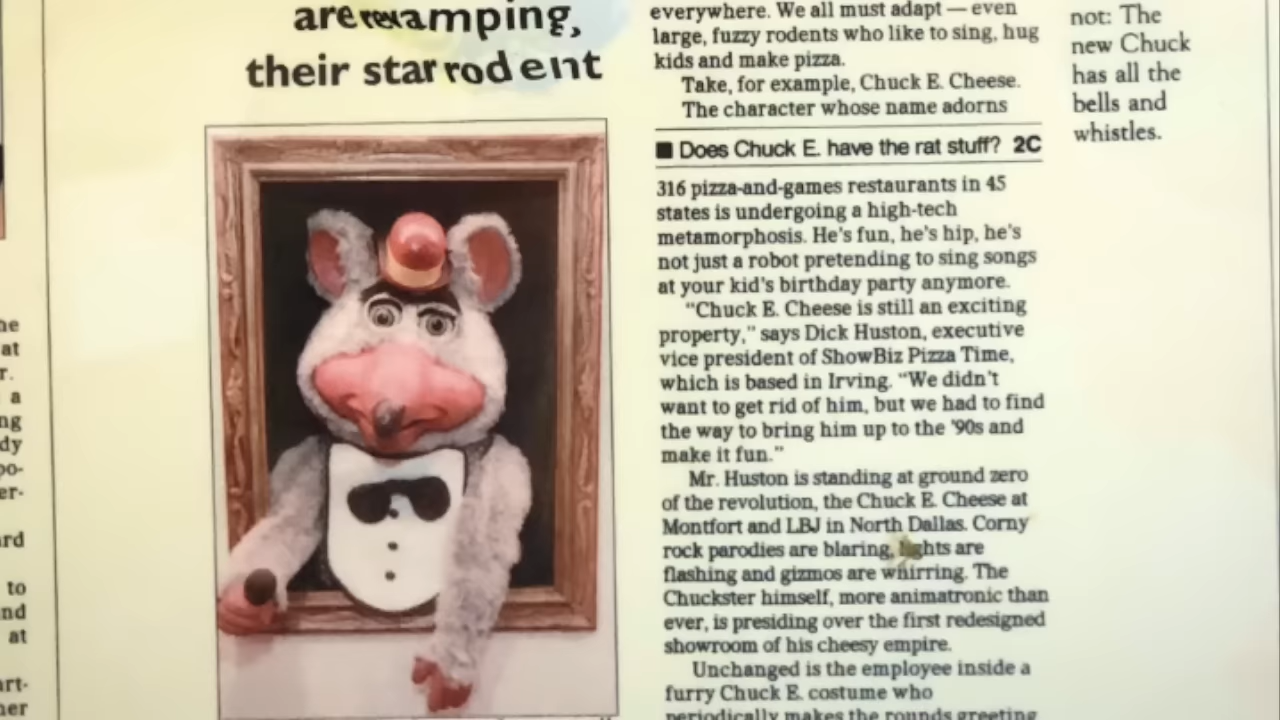 are revamping,
their star rodent
everywhere. We all must adapt — even
large, fuzzy rodents who like to sing, hug
kids and make pizza.
Take, for example, Chuck E. Cheese.
The character whose name adorns
■ Does Chuck E. have the rat stuff? 2C
316 pizza-and-games restaurants in 45
states is undergoing a high-tech
metamorphosis. He's fun, he's hip, he's
not just a robot pretending to sing songs
at your kid's birthday party anymore.
"Chuck E. Cheese is still an exciting
property," says Dick Huston, executive
vice president of ShowBiz Pizza Time,
which is based in Irving. "We didn't
want to get rid of him, but we had to find
the way to bring him up to the '90s and
make it fun."
Mr. Huston is standing at ground zero
of the revolution, the Chuck E. Cheese at
Montfort and LBJ in North Dallas. Corny
rock parodies are blaring, lights are
flashing and gizmos are whirring. The
Chuckster himself, more animatronic than
ever, is presiding over the first redesigned
showroom of his cheesy empire.
Unchanged is the employee inside a
furry Chuck E. costume who
periodically makes the rounds greeting
not: The
new Chuck
has all the
bells and
whistles.